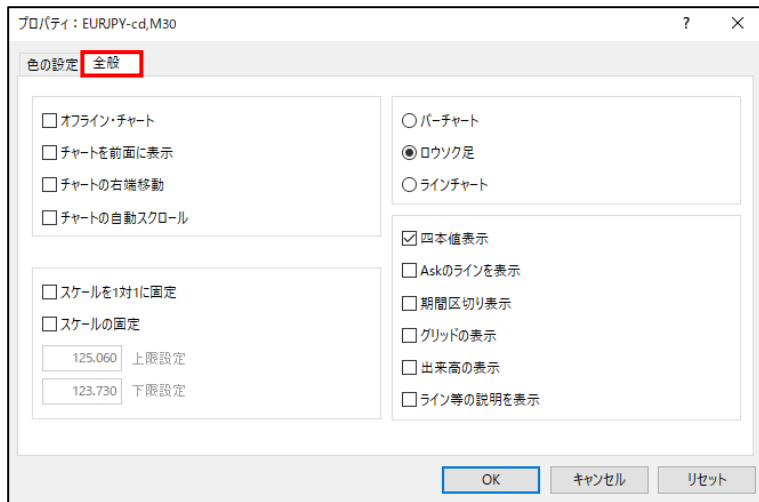 プロパティ：EURJPY-cd,M30
?
色の設定 全般
オフライン・チャート
チャートを前面に表示
チャートの右端移動
チャートの自動スクロール
スケールを1対1に固定
スケールの固定
125.060 上限設定
123.730 下限設定
バーチャート
ロウソク足
ラインチャート
四本値表示
Askのラインを表示
期間区切り表示
グリッドの表示
出来高の表示
ライン等の説明を表示
OK キャンセル リセット